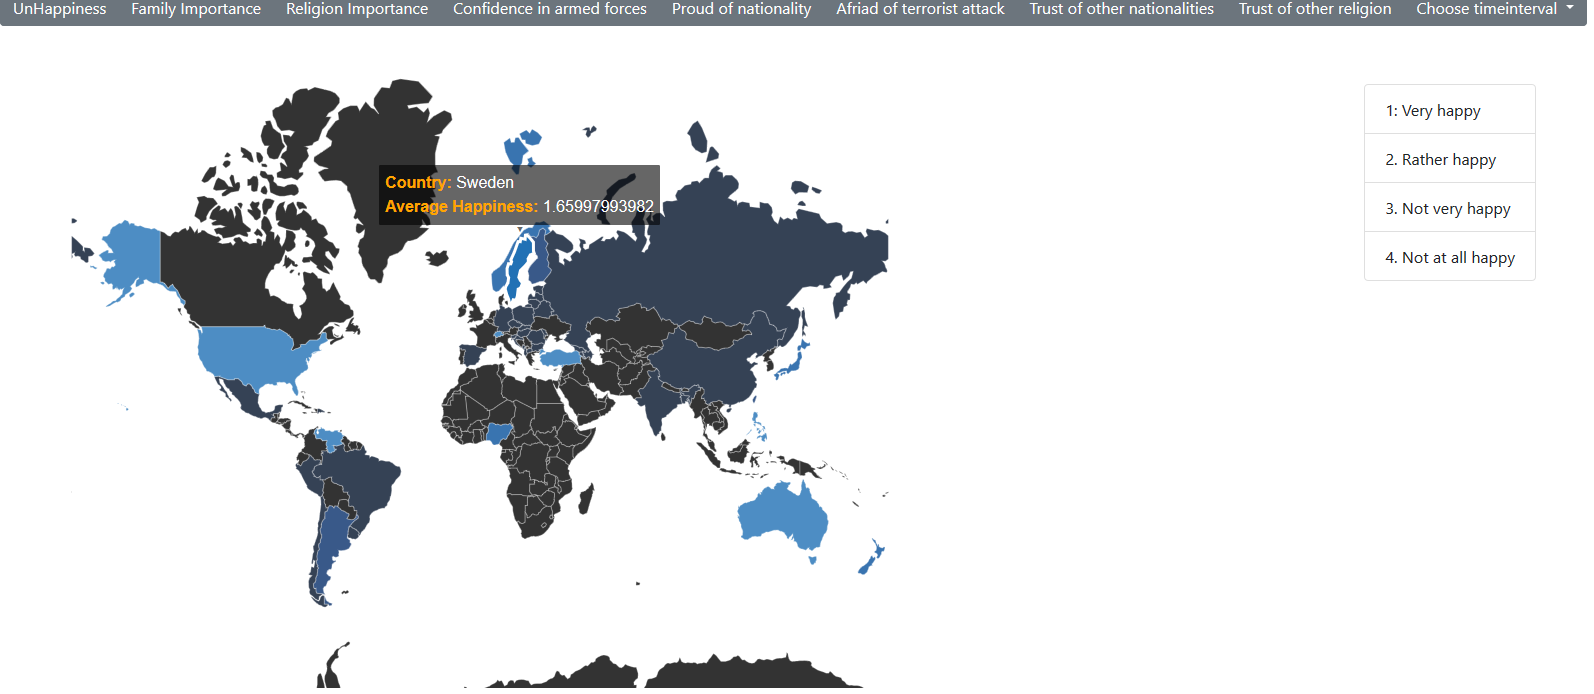 UnHappiness Family Importance Religion Importance Confidence in armed forces Proud of nationality Afriad of terrorist attack Trust of other nationalities Trust of other religion Choose timeinterval
1: Very happy
2. Rather happy
3. Not very happy
4. Not at all happy
Country: Sweden
Average Happiness: 1.65997993982